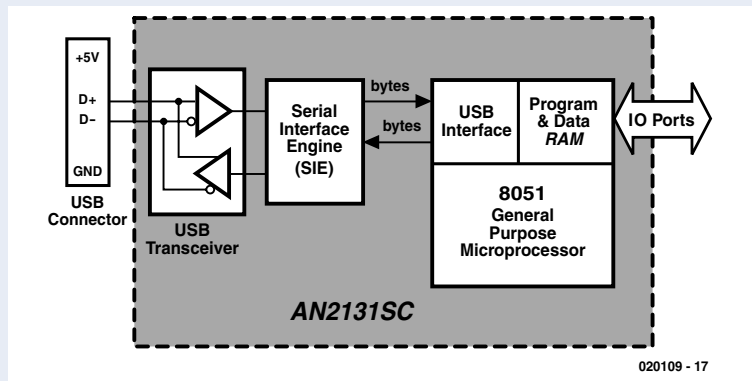 +5V
D+
D–
GND
USB
Connector
USB
Transceiver
Serial
Interface
Engine
(SIE)
bytes
bytes
USB
Interface
Program
& Data
RAM
8051
General
Purpose
Microprocessor
IO Ports
AN2131SC
020109 - 17